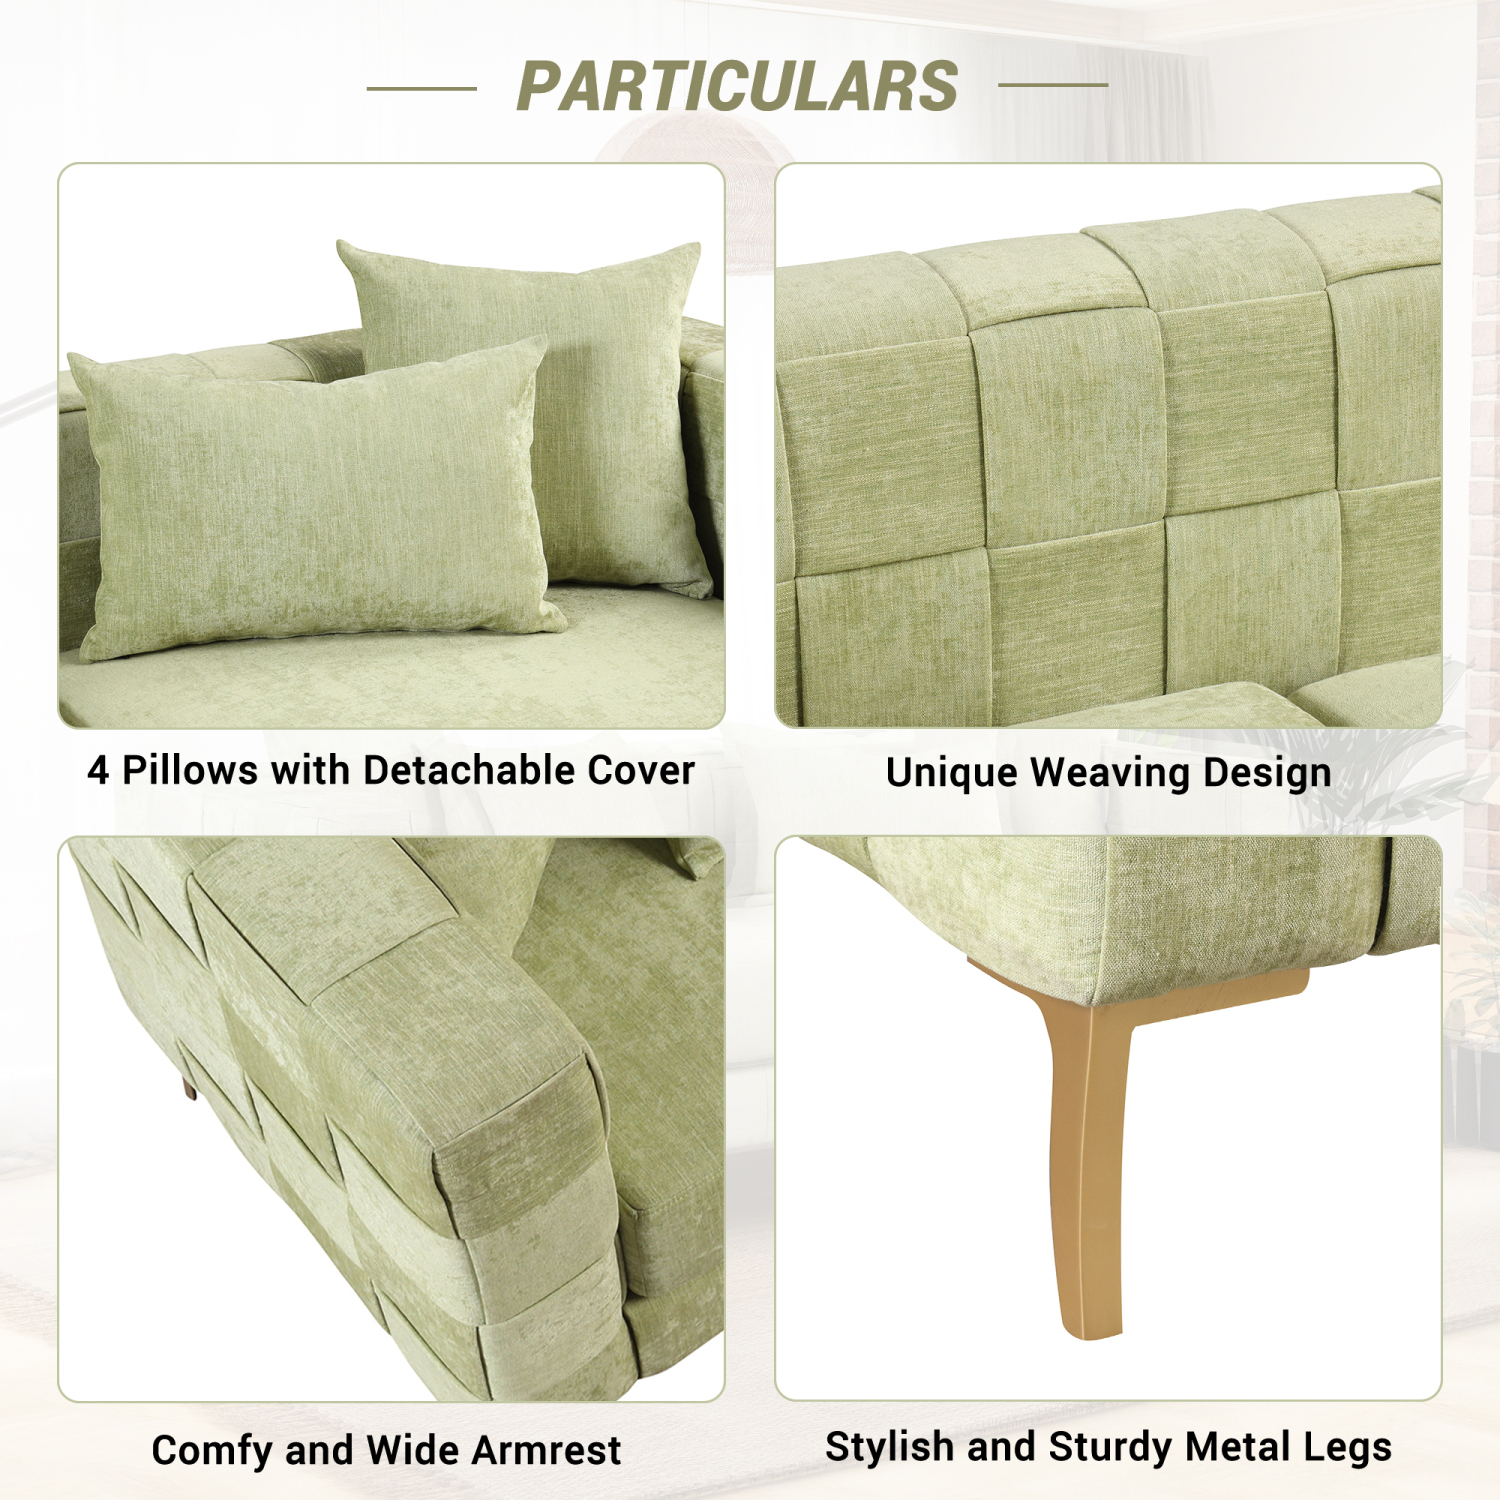 PARTICULARS
4 Pillows with Detachable Cover
Unique Weaving Design
Comfy and Wide Armrest
Stylish and Sturdy Metal Legs